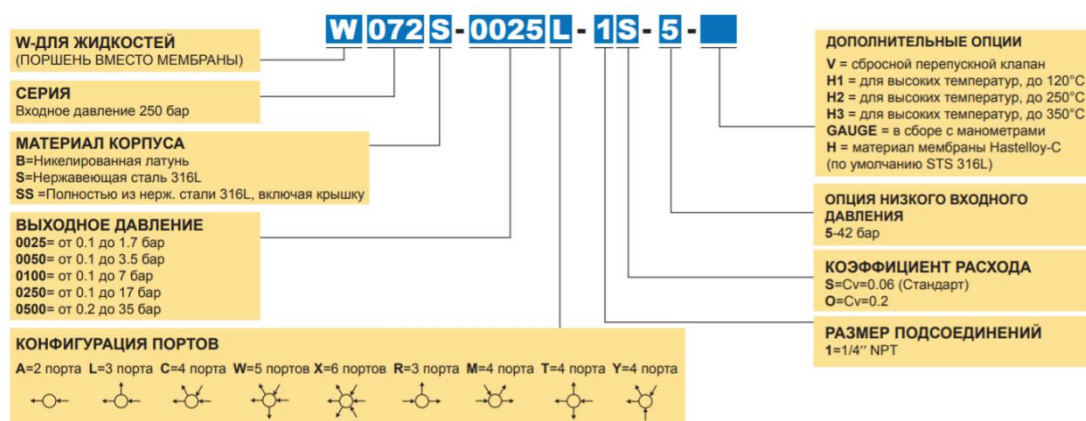 W072S-0025L-1S-5-
W-ДЛЯ ЖИДКОСТЕЙ
(ПОРШЕНЬ ВМЕСТО МЕМБРАНЫ)
СЕРИЯ
Входное давление 250 бар
МАТЕРИАЛ КОРПУСА
B=Никелированная латунь
S=Нержавеющая сталь 316L
SS =Полностью из нерж. стали 316L, включая крышку
ВЫХОДНОЕ ДАВЛЕНИЕ
0025= от 0.1 до 1.7 бар
0050= от 0.1 до 3.5 бар
0100= от 0.1 до 7 бар
0250= от 0.1 до 17 бар
0500= от 0.2 до 35 бар
КОНФИГУРАЦИЯ ПОРТОВ
A=2 порта L=3 порта C=4 порта W=5 портов X=6 портов R=3 порта M=4 порта T=4 порта Y=4 порта
ДОПОЛНИТЕЛЬНЫЕ ОПЦИИ
V = сбросной перепускной клапан
H1 = для высоких температур, до 120°C
H2 = для высоких температур, до 250°C
H3 = для высоких температур, до 350°C
GAUGE = в сборе с манометрами
H = материал мембраны Hastelloy-C
(по умолчанию STS 316L)
ОПЦИЯ НИЗКОГО ВХОДНОГО
ДАВЛЕНИЯ
5-42 бар
КОЭФФИЦИЕНТ РАСХОДА
S=Cv=0.06 (Стандарт)
O=Cv=0.2
РАЗМЕР ПОДСОЕДИНЕНИЙ
1=1/4′′ NPT